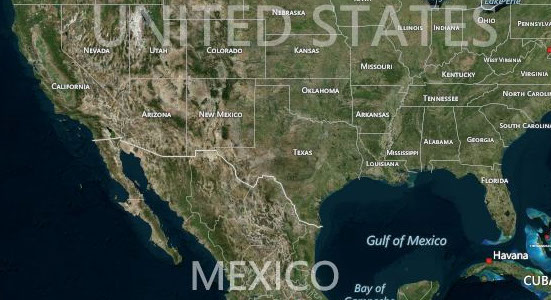 UNITED STATES
Lake Erie
NEBRASKA
OHIO
ILLINOIS
INDIANA
PENNSYLV
NEVADA
UTAH
COLORADO
KANSAS
MISSOURI
WEST VIRGINIA
VIRGINIA
KENTUCKY
CALIFORNIA
OKLAHOMA
TENNESSEE
NORTH CAROLINA
ARIZONA
NEW MEXICO
ARKANSAS
SOUTH CAROLINA
ALABAMA
GEORGIA
TEXAS
MISSISSIPPI
LOUISIANA
FLORIDA
Gulf of Mexico
Havana
MEXICO
CUBA
Bay of
Campeche